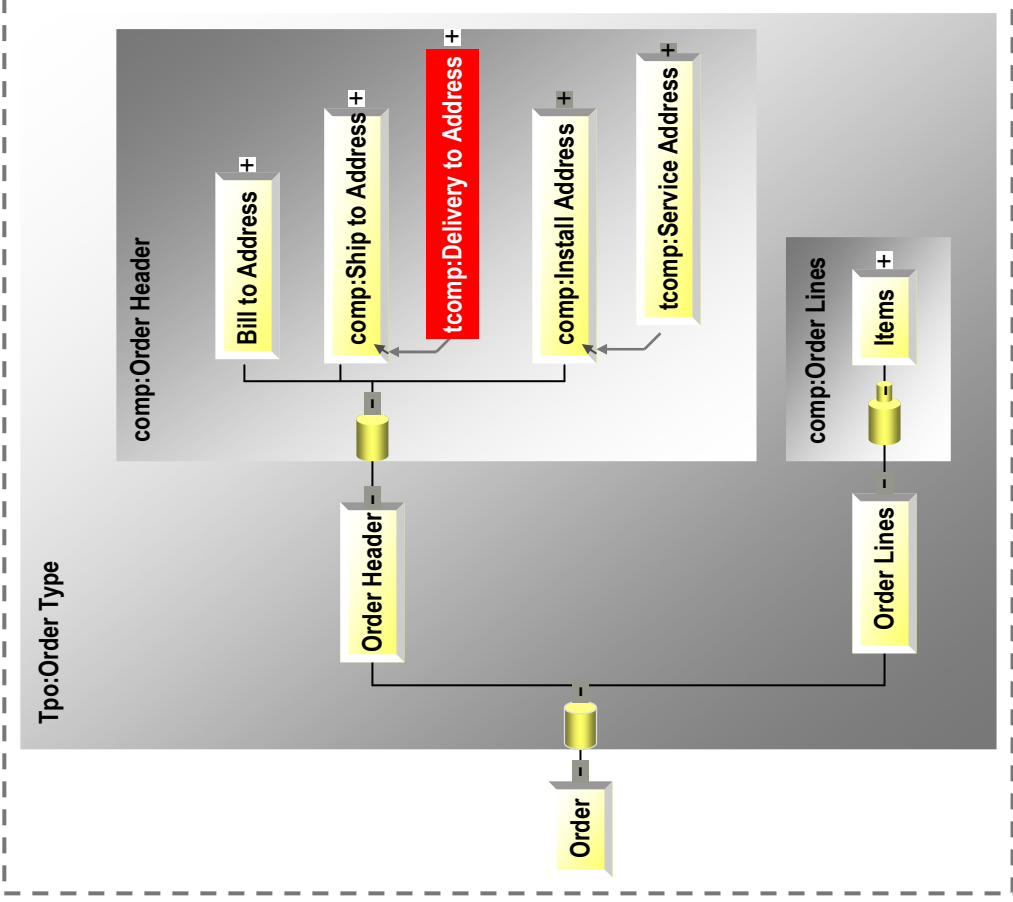 Tpo:Order Type
comp:Order Header
Bill to Address
+
comp:Ship to Address
+
tcomp:Delivery to Address
+
comp:Install Address
+
tcomp:Service Address
+
-
Order Header
-
comp:Order Lines
Items
+
-
Order Lines
-
Order
-
-